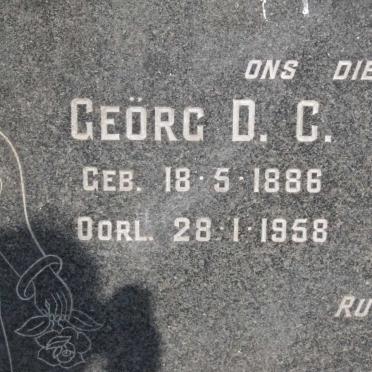 ONS DIE
GEÖRG D. C.
GEB. 18·5·1886
OORL. 28·1·1958
RU